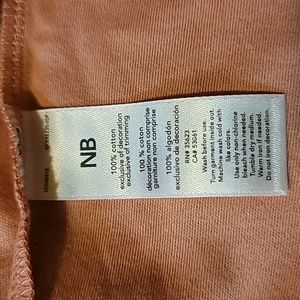 NB
100% cotton
exclusive of decoration
exclusive of trimming
100 % coton
décoration non comprise
garniture non comprise
100% algodón
exclusivo de decoración
RN# 35623
CA# 53061
Wash before use.
Turn garment inside out.
Machine wash cold with
like colors.
Use only non-chlorine
bleach when needed.
Tumble dry medium.
Warm iron if needed.
Do not iron decoration